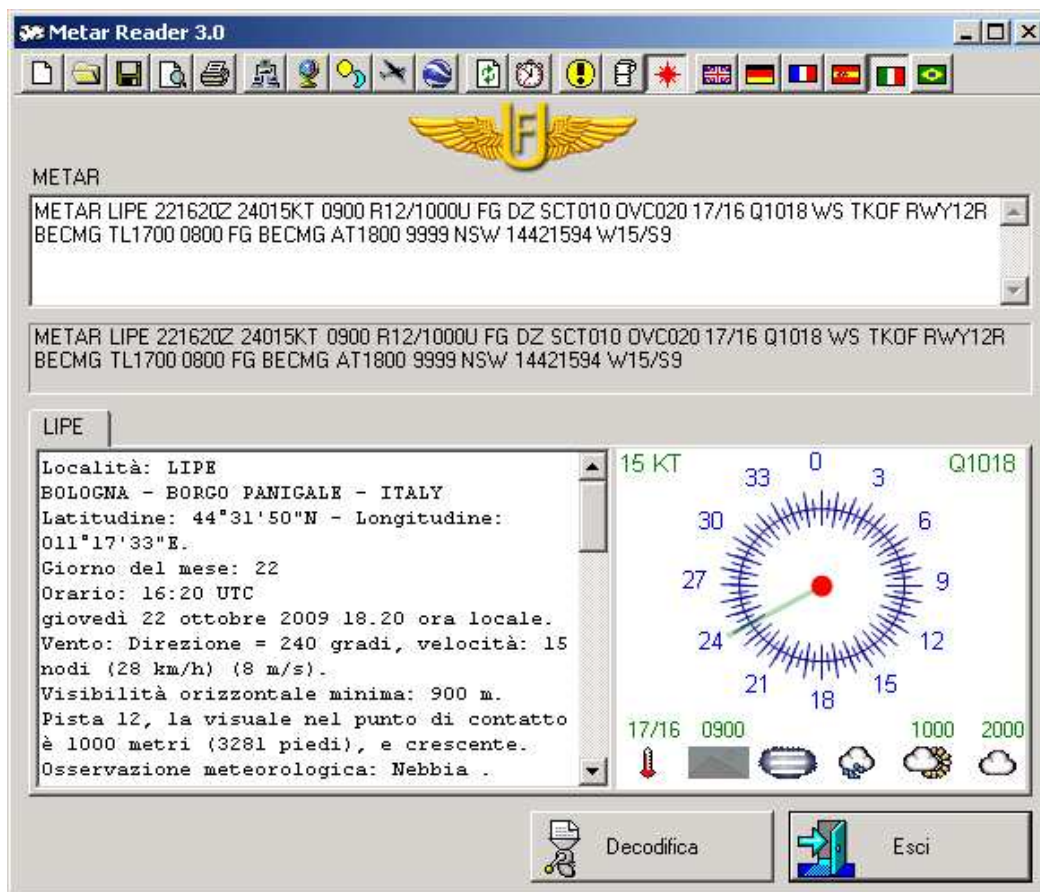 Metar Reader 3.0
UF
METAR
METAR LIPE 221620Z 24015KT 0900 R12/1000U FG DZ SCT010 OVC020 17/16 Q1018 WS TKOF RWY12R
BECMG TL1700 0800 FG BECMG AT1800 9999 NSW 14421594 W15/S9
METAR LIPE 221620Z 24015KT 0900 R12/1000U FG DZ SCT010 OVC020 17/16 Q1018 WS TKOF RWY12R
BECMG TL1700 0800 FG BECMG AT1800 9999 NSW 14421594 W15/S9
LIPE
Località: LIPE
BOLOGNA - BORGO PANIGALE - ITALY
Latitudine: 44°31'50"N - Longitudine:
011°17'33"E.
Giorno del mese: 22
Orario: 16:20 UTC
giovedì 22 ottobre 2009 18.20 ora locale.
Vento: Direzione = 240 gradi, velocità: 15
nodi (28 km/h) (8 m/s).
Visibilità orizzontale minima: 900 m.
Pista 12, la visuale nel punto di contatto
è 1000 metri (3281 piedi), e crescente.
Osservazione meteorologica: Nebbia .
15 KT
Q1018
0
3
6
9
12
15
18
21
24
27
30
33
17/16
0900
1000
2000
Decodifica
Esci